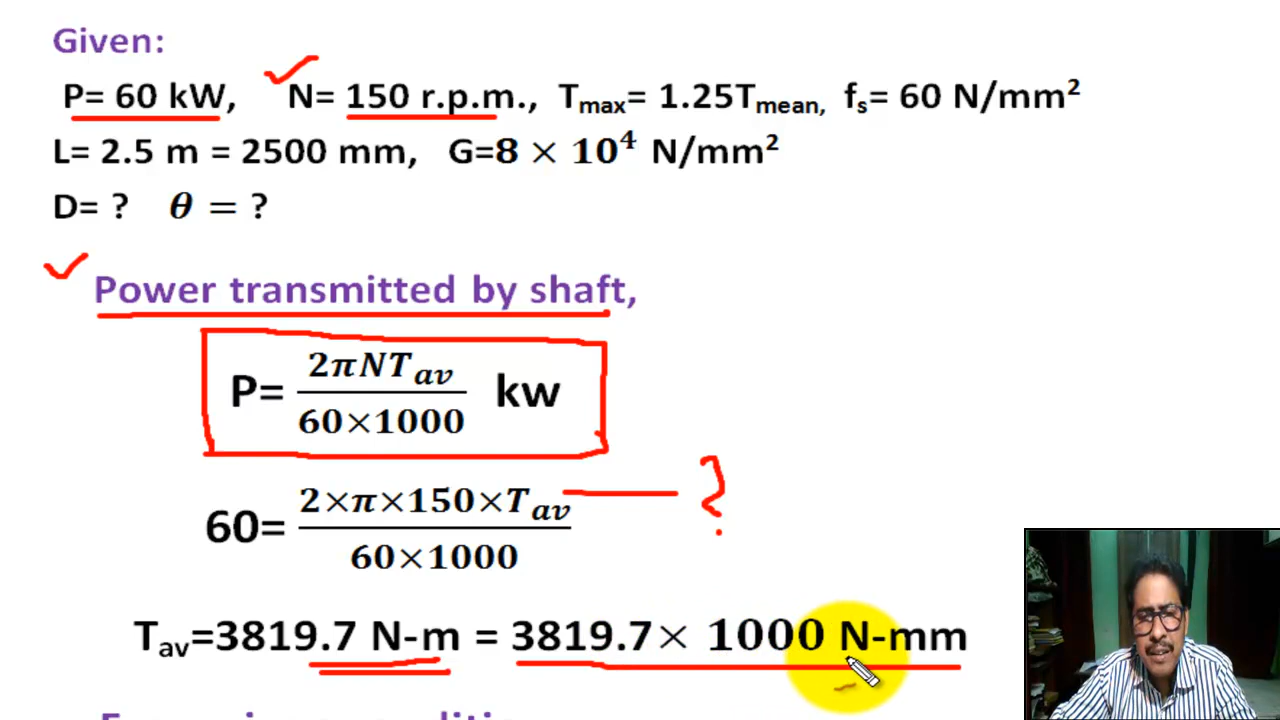 Given:
P= 60 kW, N= 150 r.p.m., Tmax= 1.25Tmean, fs= 60 N/mm²
L= 2.5 m = 2500 mm, G=8 × 10⁴ N/mm²
D= ? θ = ?
Power transmitted by shaft,
P= 2πNTav / 60×1000 kw
60= 2×π×150×Tav / 60×1000
?
Tav=3819.7 N-m = 3819.7× 1000 N-mm